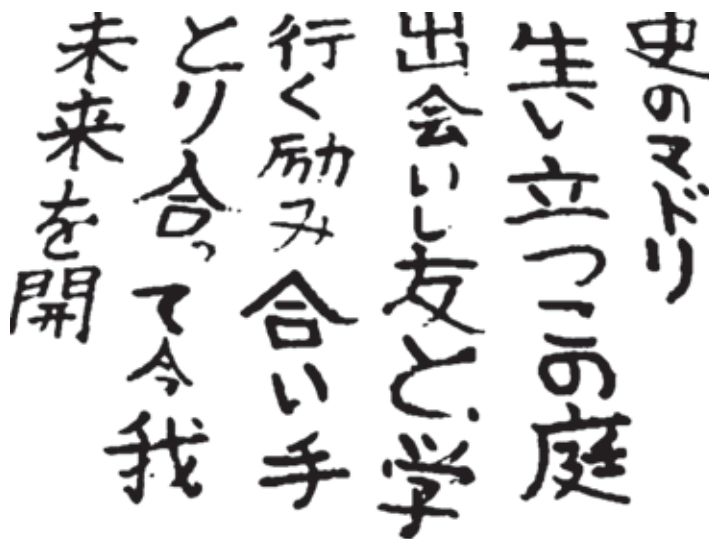 史のマドリ
生い立つこの庭
出会いし友と、学
行く励み合い手
とり合って今我
未来を開